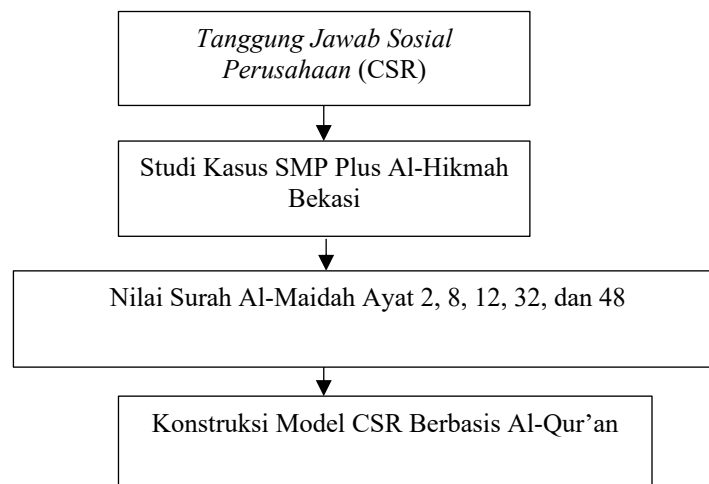 Tanggung Jawab Sosial
Perusahaan (CSR)
Studi Kasus SMP Plus Al-Hikmah
Bekasi
Nilai Surah Al-Maidah Ayat 2, 8, 12, 32, dan 48
Konstruksi Model CSR Berbasis Al-Qur’an